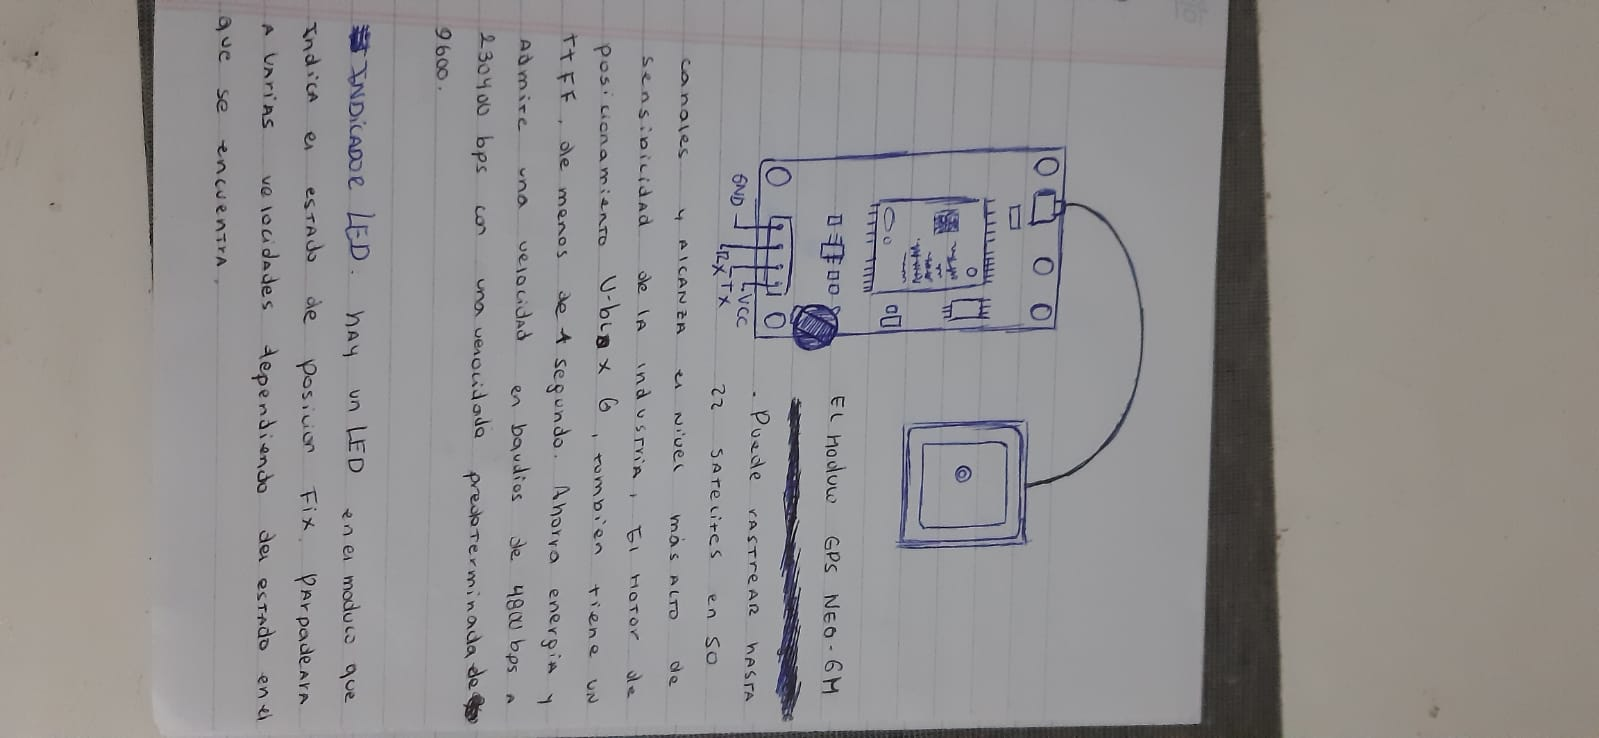 GND
RX
TX
VCC
EL Modulo GPS NEO-6M
. Puede rastrear hasta
22 satelites en 50
canales y alcanza el nivel más alto de
sensibilidad de la industria, El motor de
posicionamiento U-blox 6, tambien tiene un
TTFF, de menos de 1 segundo. Ahorra energia y
Admite una velocidad en baudios de 4800 bps a
230400 bps con una velocidada predeterminada de
9600.
INDICADOR LED. hay un LED en el modulo que
Indica el estado de posicion Fix. parpadeara
A varias velocidades dependiendo del estado en el
que se encuentra.